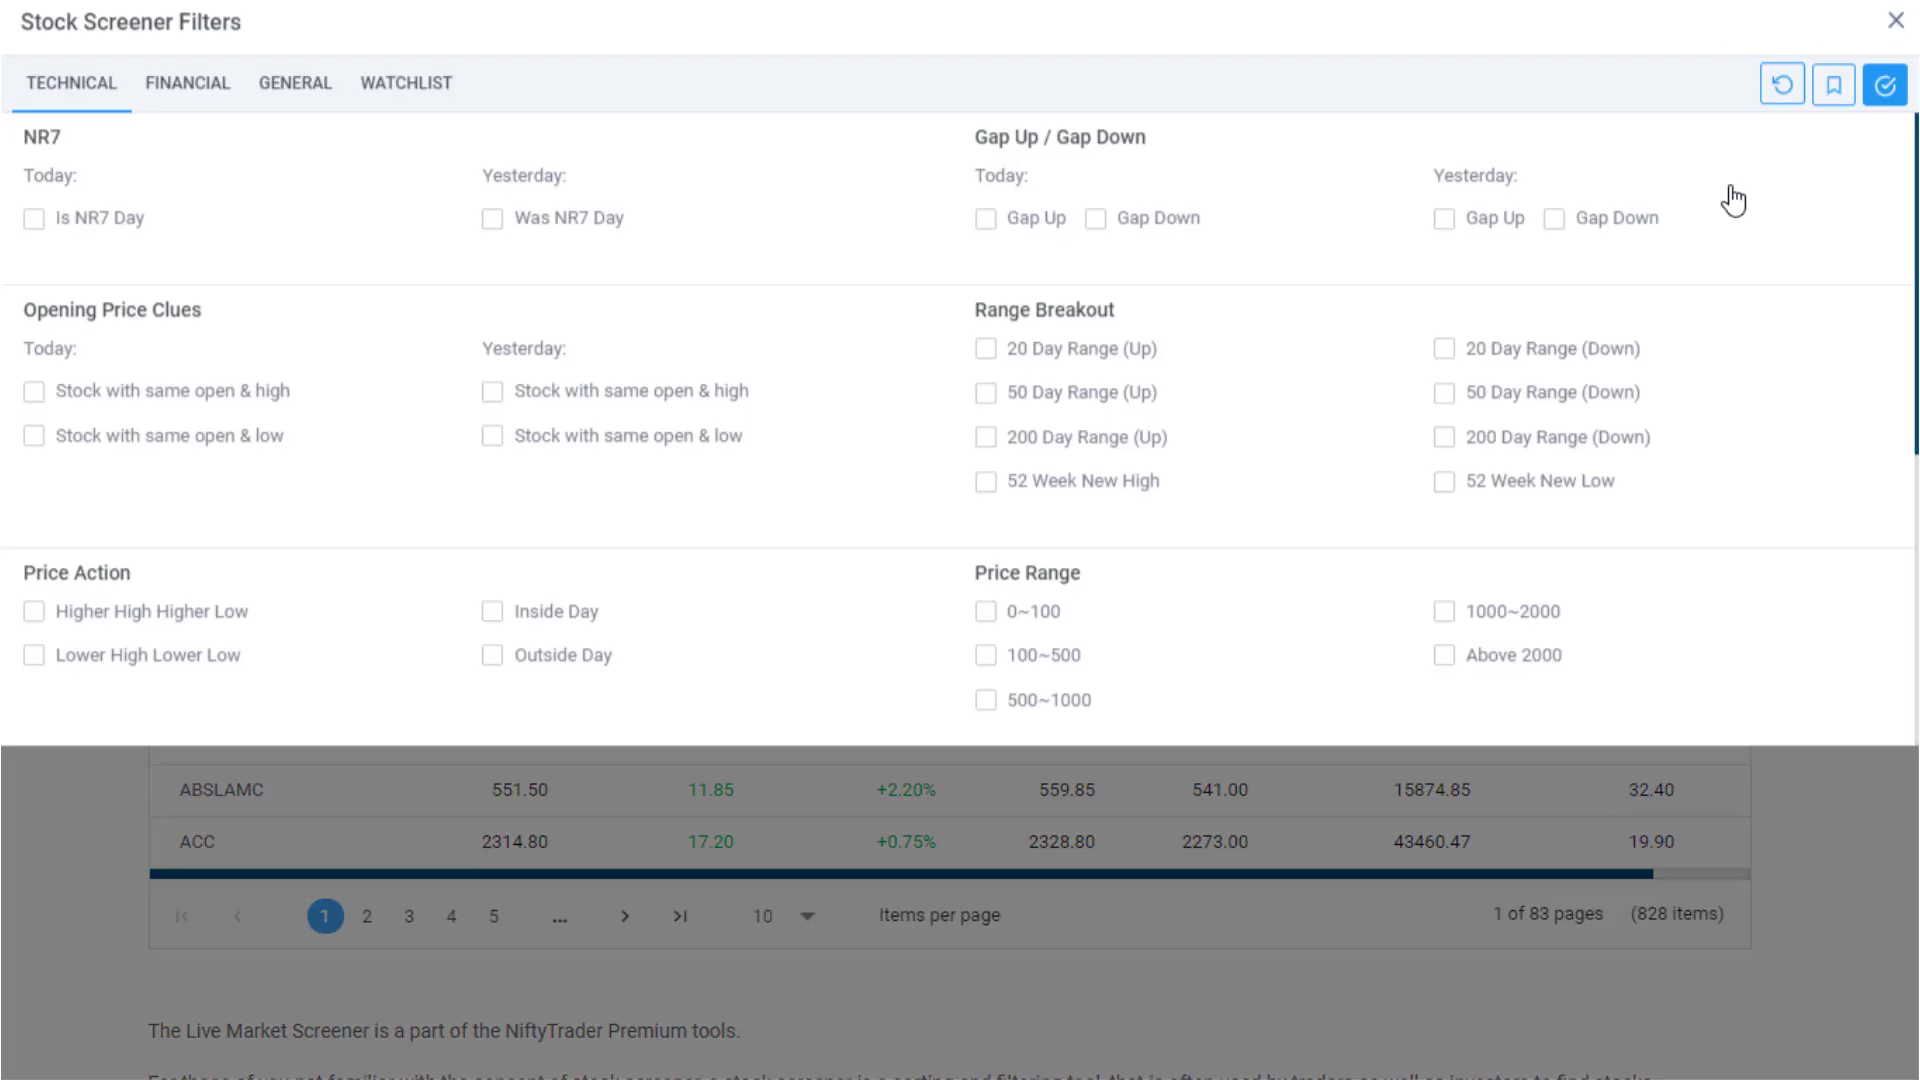 Stock Screener Filters
TECHNICAL FINANCIAL GENERAL WATCHLIST
NR7
Today: Yesterday:
Is NR7 Day Was NR7 Day
Gap Up / Gap Down
Today: Yesterday:
Gap Up Gap Down Gap Up Gap Down
Opening Price Clues
Today: Yesterday:
Stock with same open & high Stock with same open & high
Stock with same open & low Stock with same open & low
Range Breakout
20 Day Range (Up) 20 Day Range (Down)
50 Day Range (Up) 50 Day Range (Down)
200 Day Range (Up) 200 Day Range (Down)
52 Week New High 52 Week New Low
Price Action
Higher High Higher Low Inside Day
Lower High Lower Low Outside Day
Price Range
0~100 1000~2000
100~500 Above 2000
500~1000
ABSLAMC 551.50 11.85 +2.20% 559.85 541.00 15874.85 32.40
ACC 2314.80 17.20 +0.75% 2328.80 2273.00 43460.47 19.90
1 2 3 4 5 ... 10 Items per page 1 of 83 pages (828 items)
The Live Market Screener is a part of the NiftyTrader Premium tools.